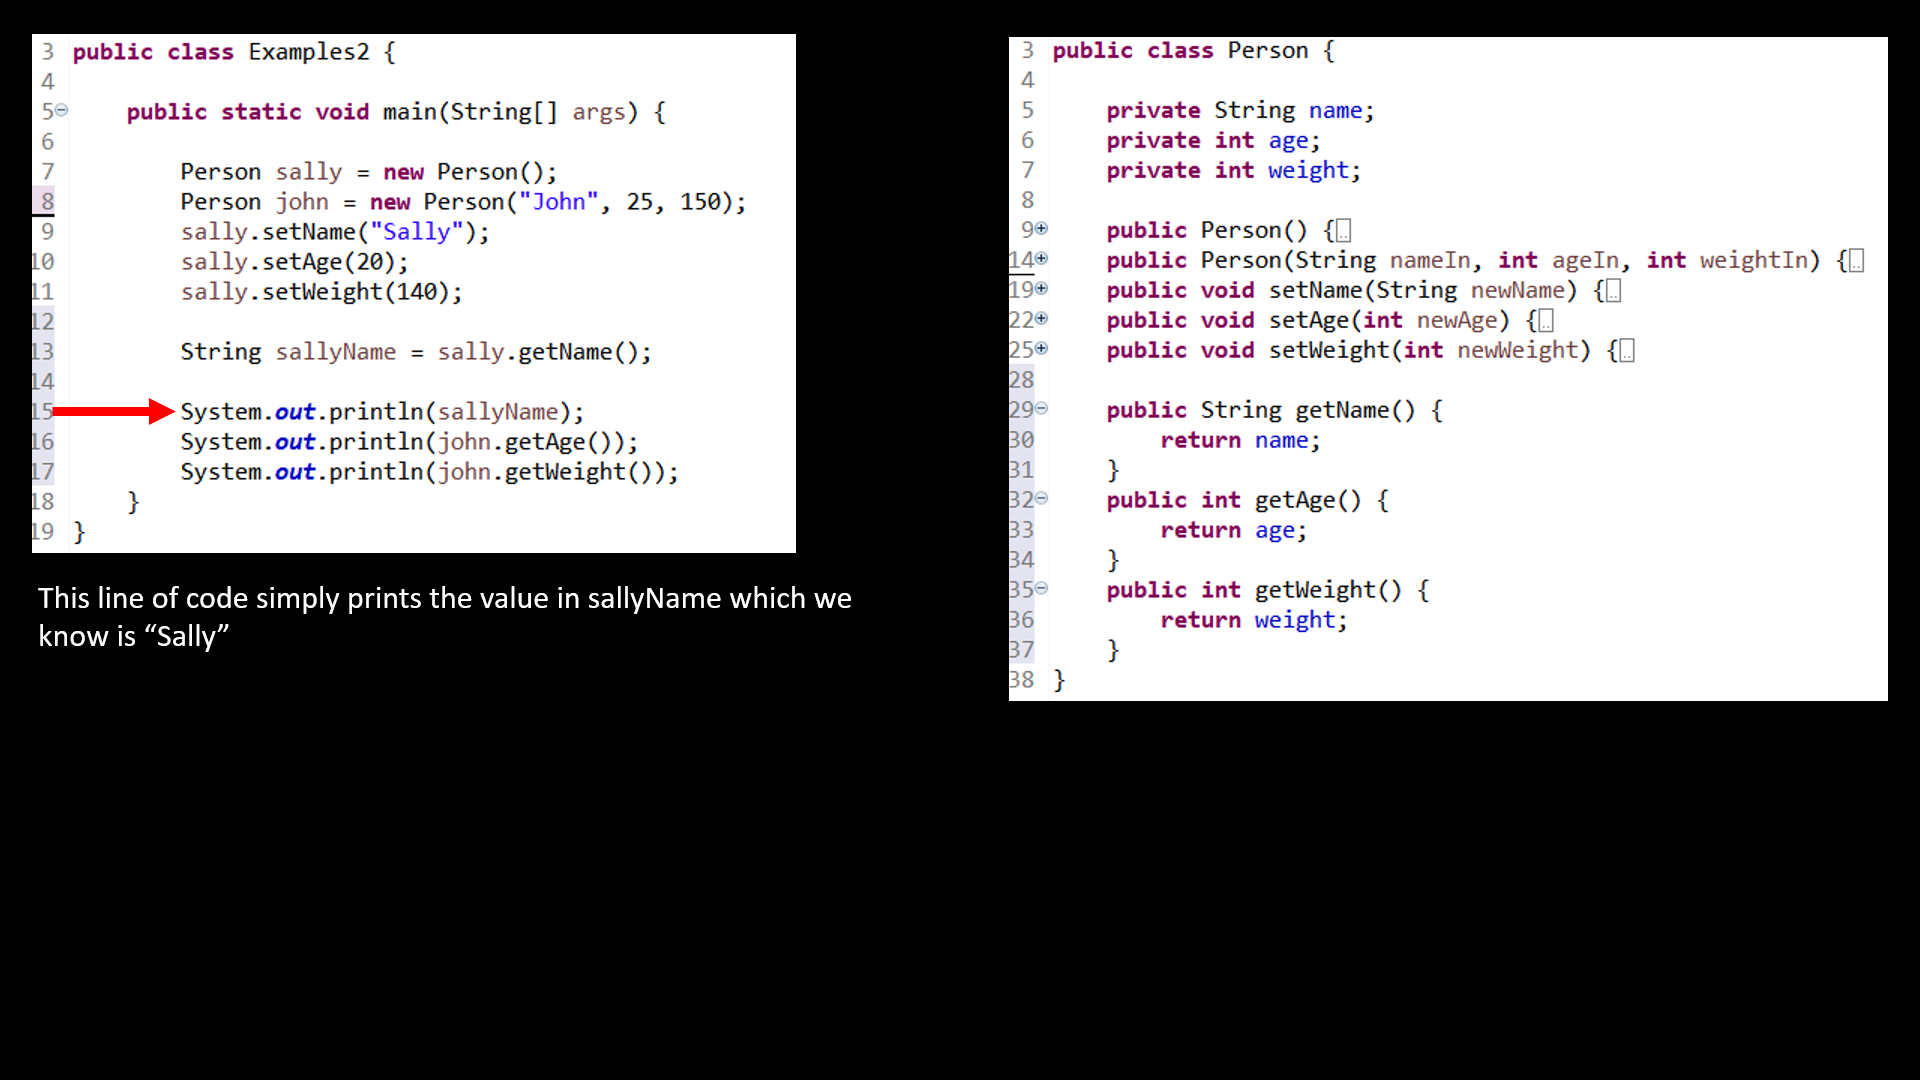 3 public class Examples2 {
4
5 public static void main(String[] args) {
6
7 Person sally = new Person();
8 Person john = new Person("John", 25, 150);
9 sally.setName("Sally");
10 sally.setAge(20);
11 sally.setWeight(140);
12
13 String sallyName = sally.getName();
14
15 System.out.println(sallyName);
16 System.out.println(john.getAge());
17 System.out.println(john.getWeight());
18 }
19 }
This line of code simply prints the value in sallyName which we
know is “Sally”
3 public class Person {
4
5 private String name;
6 private int age;
7 private int weight;
8
9 public Person() {..
14 public Person(String nameIn, int ageIn, int weightIn) {..
19 public void setName(String newName) {..
22 public void setAge(int newAge) {..
25 public void setWeight(int newWeight) {..
28
29 public String getName() {
30 return name;
31 }
32 public int getAge() {
33 return age;
34 }
35 public int getWeight() {
36 return weight;
37 }
38 }